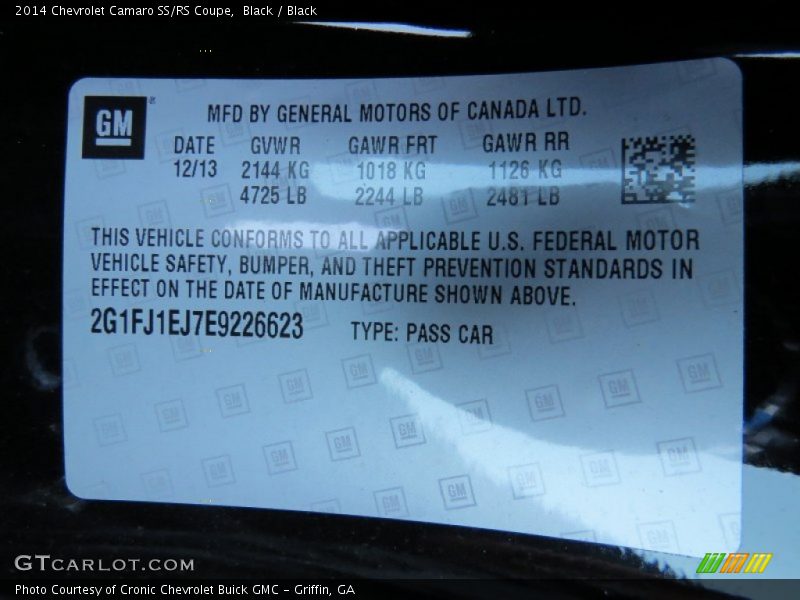 2014 Chevrolet Camaro SS/RS Coupe, Black / Black
GM
MFD BY GENERAL MOTORS OF CANADA LTD.
DATE GVWR GAWR FRT GAWR RR
12/13 2144 KG 1018 KG 1126 KG
4725 LB 2244 LB 2481 LB
THIS VEHICLE CONFORMS TO ALL APPLICABLE U.S. FEDERAL MOTOR
VEHICLE SAFETY, BUMPER, AND THEFT PREVENTION STANDARDS IN
EFFECT ON THE DATE OF MANUFACTURE SHOWN ABOVE.
2G1FJ1EJ7E9226623 TYPE: PASS CAR
GTCARLOT.COM
Photo Courtesy of Cronic Chevrolet Buick GMC – Griffin, GA